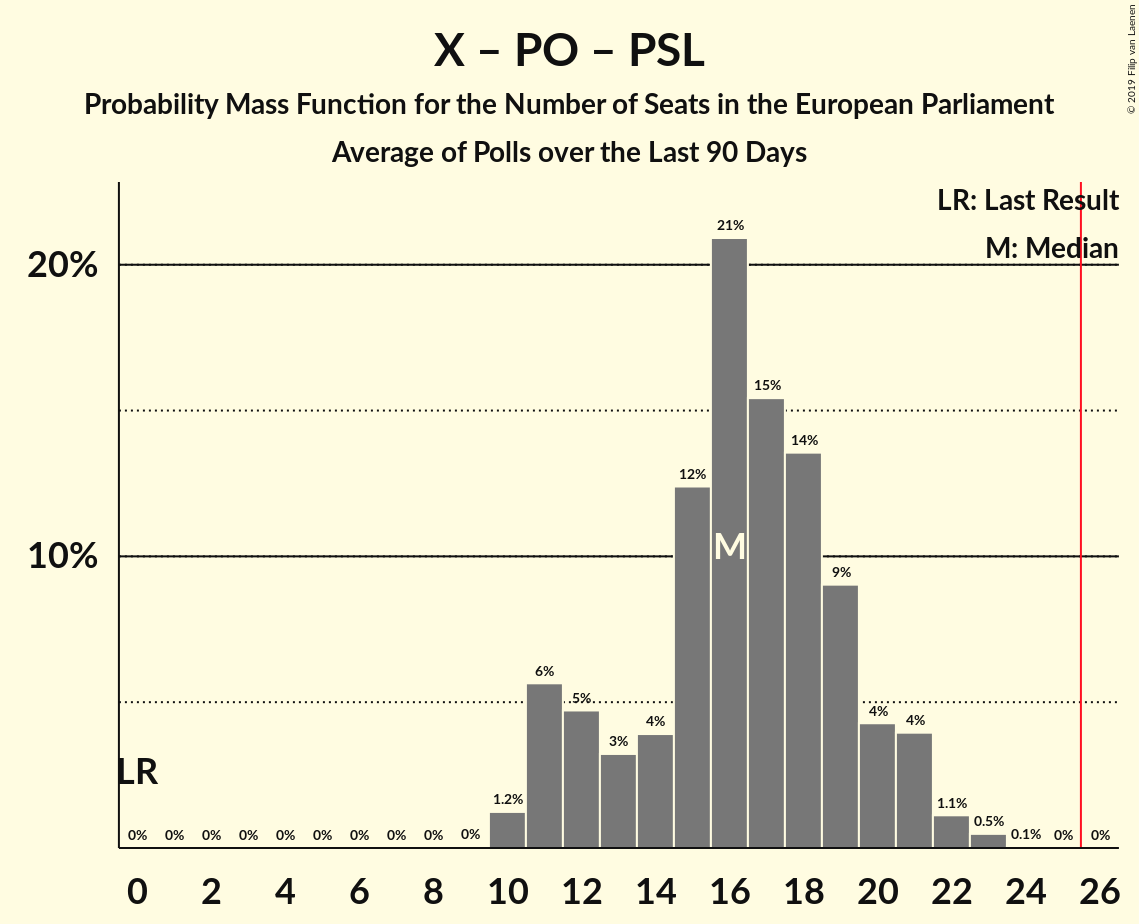 X – PO – PSL
Probability Mass Function for the Number of Seats in the European Parliament
Average of Polls over the Last 90 Days
© 2019 Filip van Laenen
LR: Last Result
M: Median
20%
10%
21%
15%
14%
12%
9%
6%
5%
3%
4%
4%
4%
1.2%
1.1%
0.5%
0.1%
0% 0% 0% 0% 0% 0% 0% 0% 0% 0% 0% 0%
M
LR
0 2 4 6 8 10 12 14 16 18 20 22 24 26